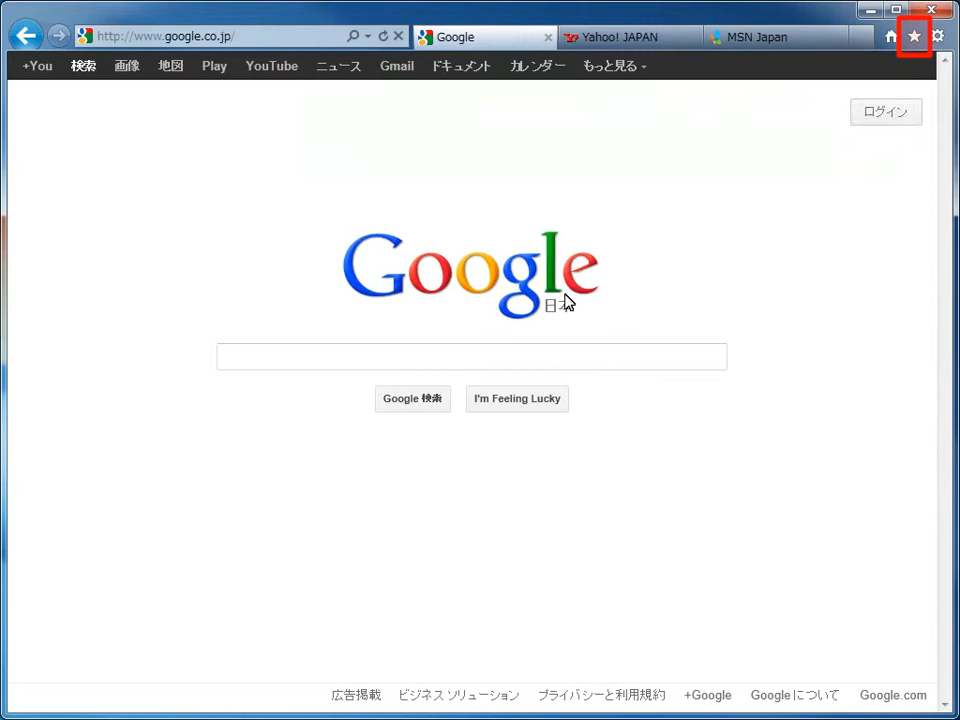 http://www.google.co.jp/
Google
Yahoo! JAPAN
MSN Japan
+You 検索 画像 地図 Play YouTube ニュース Gmail ドキュメント カレンダー もっと見る
ログイン
Google
日本
Google 検索
I'm Feeling Lucky
広告掲載 ビジネス ソリューション プライバシーと利用規約 +Google Google について Google.com